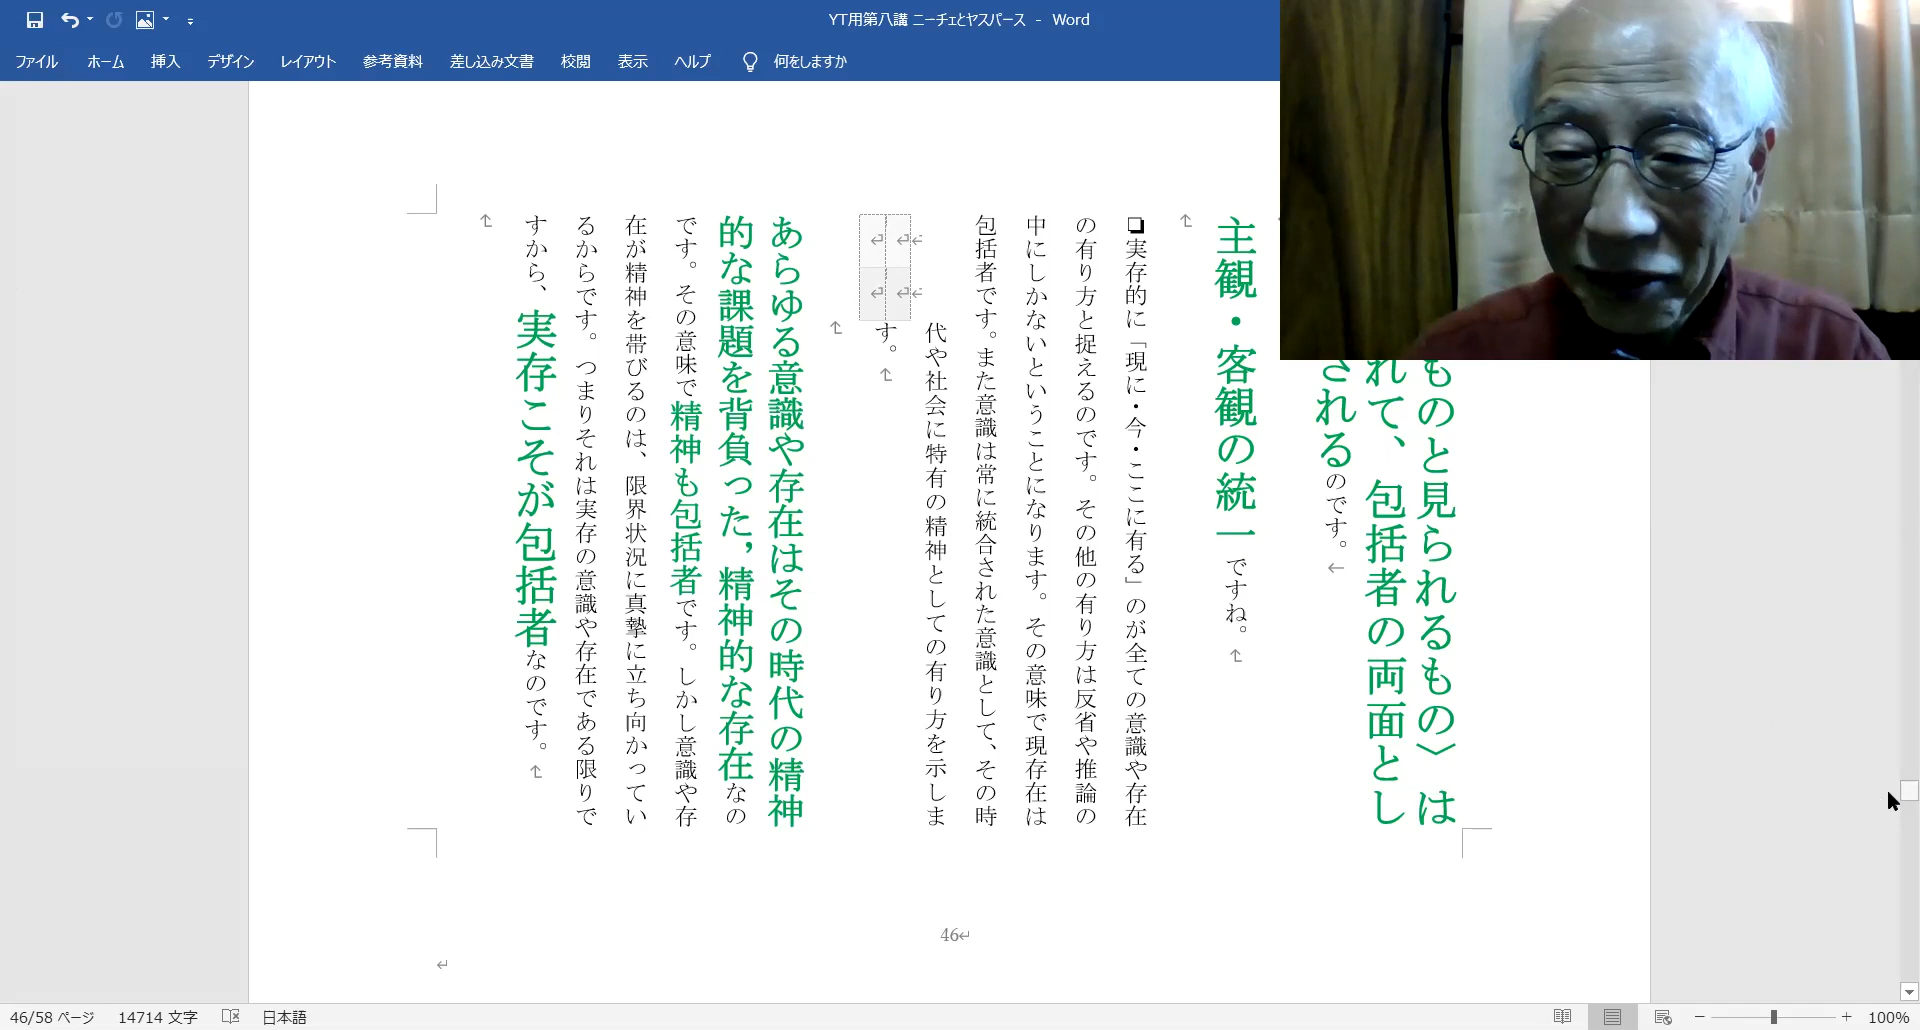 YT用第八講 ニーチェとヤスパース - Word
ファイル ホーム 挿入 デザイン レイアウト 参考資料 差し込み文書 校閲 表示 ヘルプ 何をしますか
ものと見られるもの〉は
れて、包括者の両面とし
されるのです。
主観・客観の統一ですね。
❏実存的に「現に・今・ここに有る」のが全ての意識や存在
の有り方と捉えるのです。その他の有り方は反省や推論の
中にしかないということになります。その意味で現存在は
包括者です。また意識は常に統合された意識として、その時
代や社会に特有の精神としての有り方を示しま
す。
あらゆる意識や存在はその時代の精神
的な課題を背負った，精神的な存在なの
です。その意味で精神も包括者です。しかし意識や存
在が精神を帯びるのは、限界状況に真摯に立ち向かってい
るからです。つまりそれは実存の意識や存在である限りで
すから、実存こそが包括者なのです。
46
46/58 ページ 14714 文字 日本語 100%